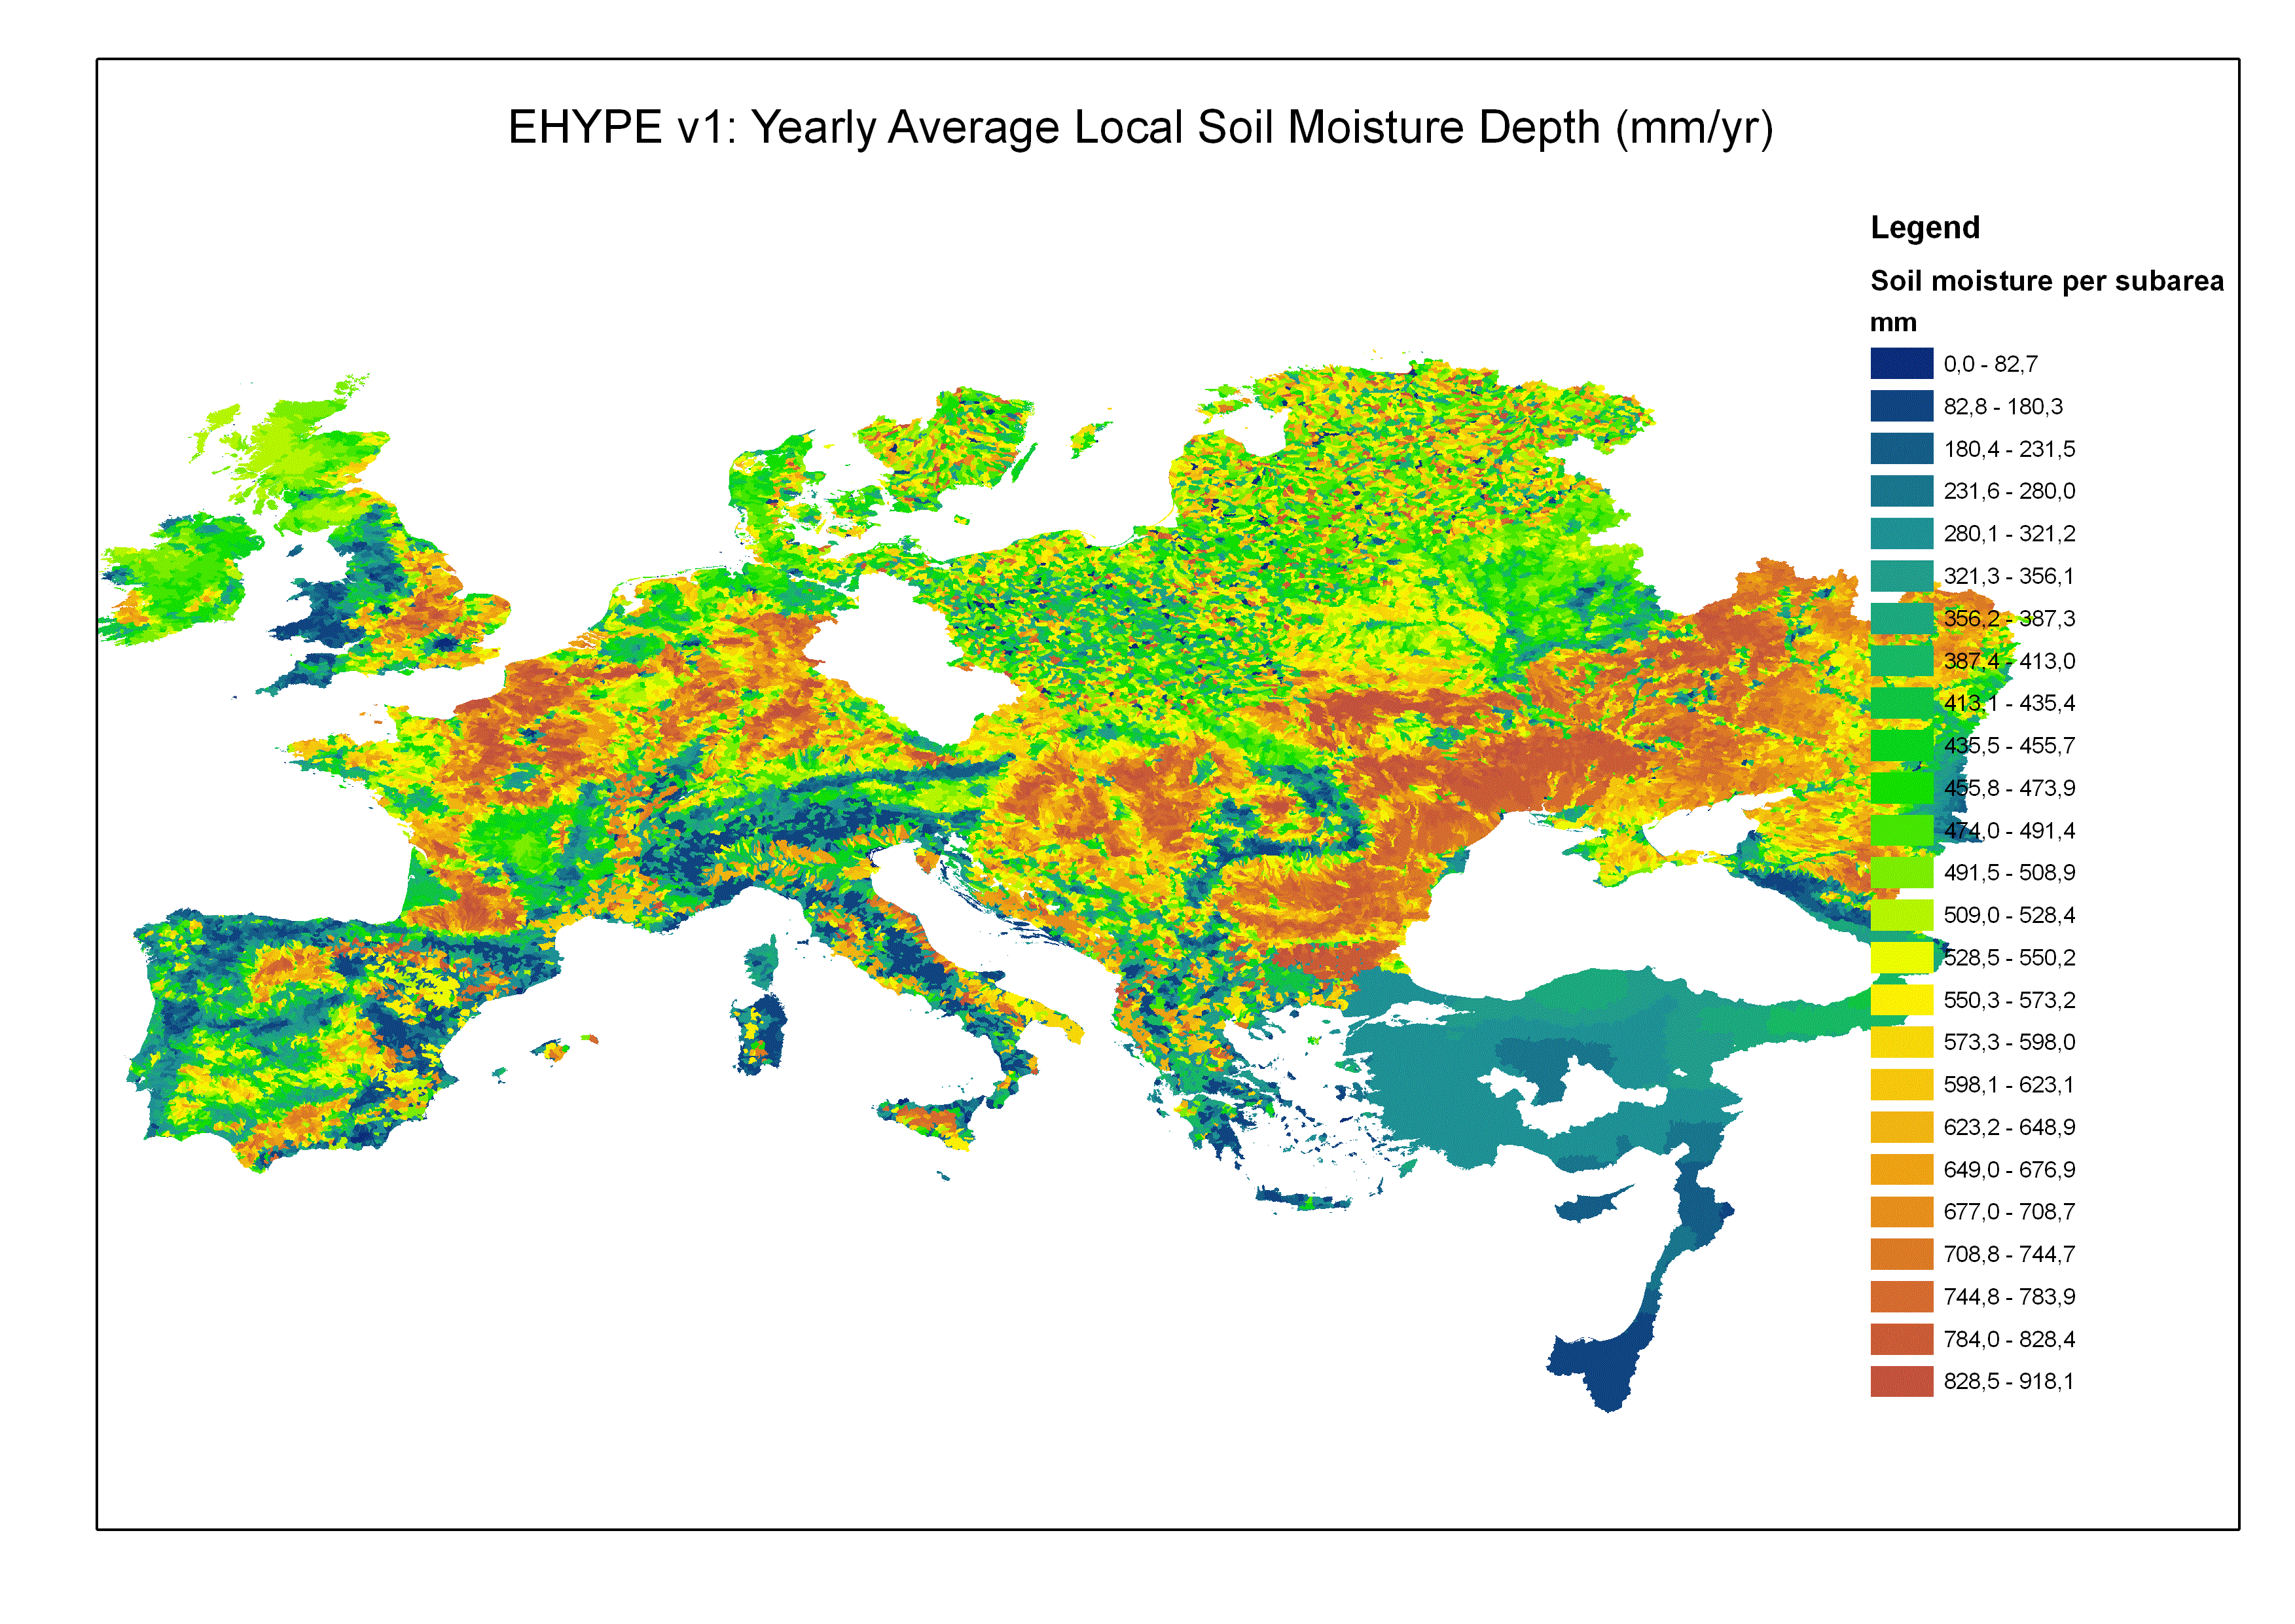 EHYPE v1: Yearly Average Local Soil Moisture Depth (mm/yr)
Legend
Soil moisture per subarea
mm
0,0 - 82,7
82,8 - 180,3
180,4 - 231,5
231,6 - 280,0
280,1 - 321,2
321,3 - 356,1
356,2 - 387,3
387,4 - 413,0
413,1 - 435,4
435,5 - 455,7
455,8 - 473,9
474,0 - 491,4
491,5 - 508,9
509,0 - 528,4
528,5 - 550,2
550,3 - 573,2
573,3 - 598,0
598,1 - 623,1
623,2 - 648,9
649,0 - 676,9
677,0 - 708,7
708,8 - 744,7
744,8 - 783,9
784,0 - 828,4
828,5 - 918,1